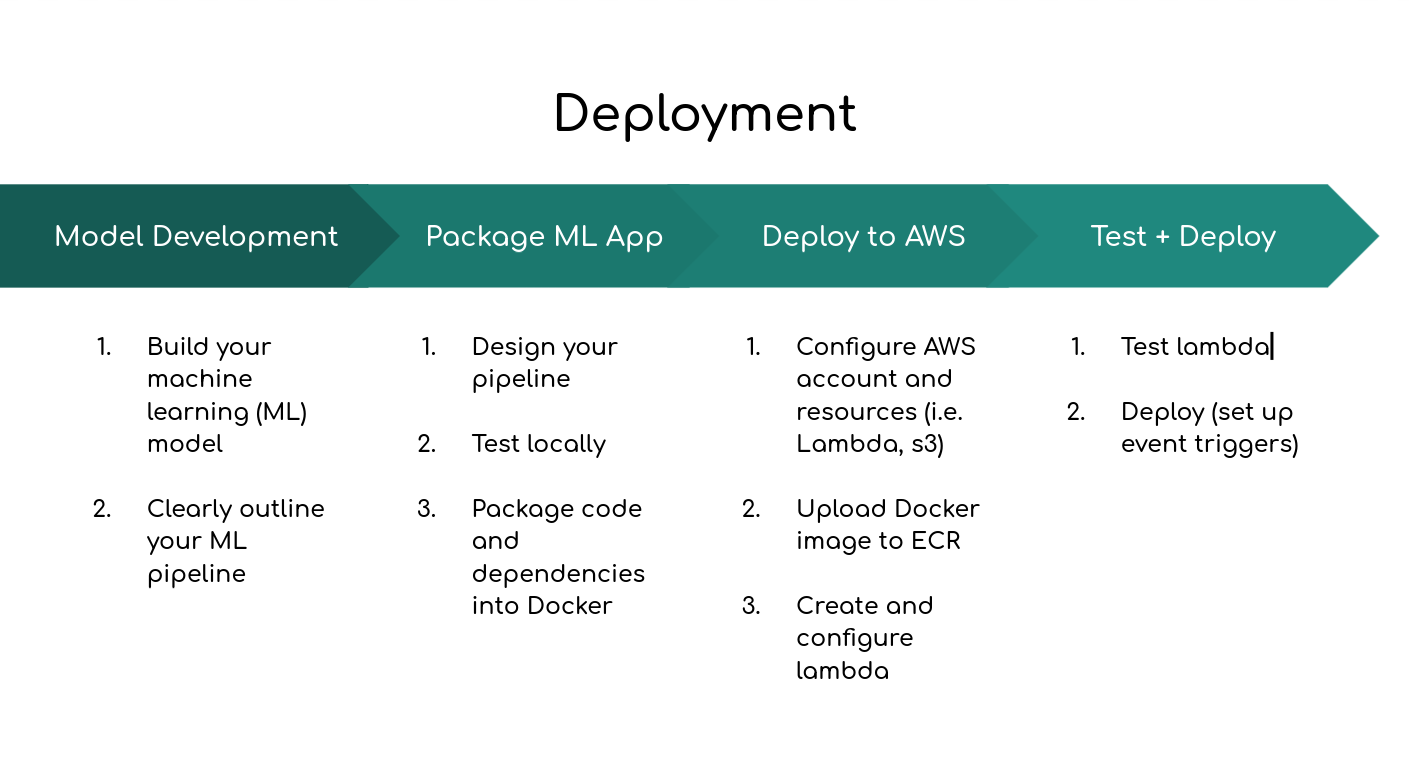 Deployment
Model Development
Package ML App
Deploy to AWS
Test + Deploy
1. Build your
machine
learning (ML)
model
2. Clearly outline
your ML
pipeline
1. Design your
pipeline
2. Test locally
3. Package code
and
dependencies
into Docker
1. Configure AWS
account and
resources (i.e.
Lambda, s3)
2. Upload Docker
image to ECR
3. Create and
configure
lambda
1. Test lambda
2. Deploy (set up
event triggers)